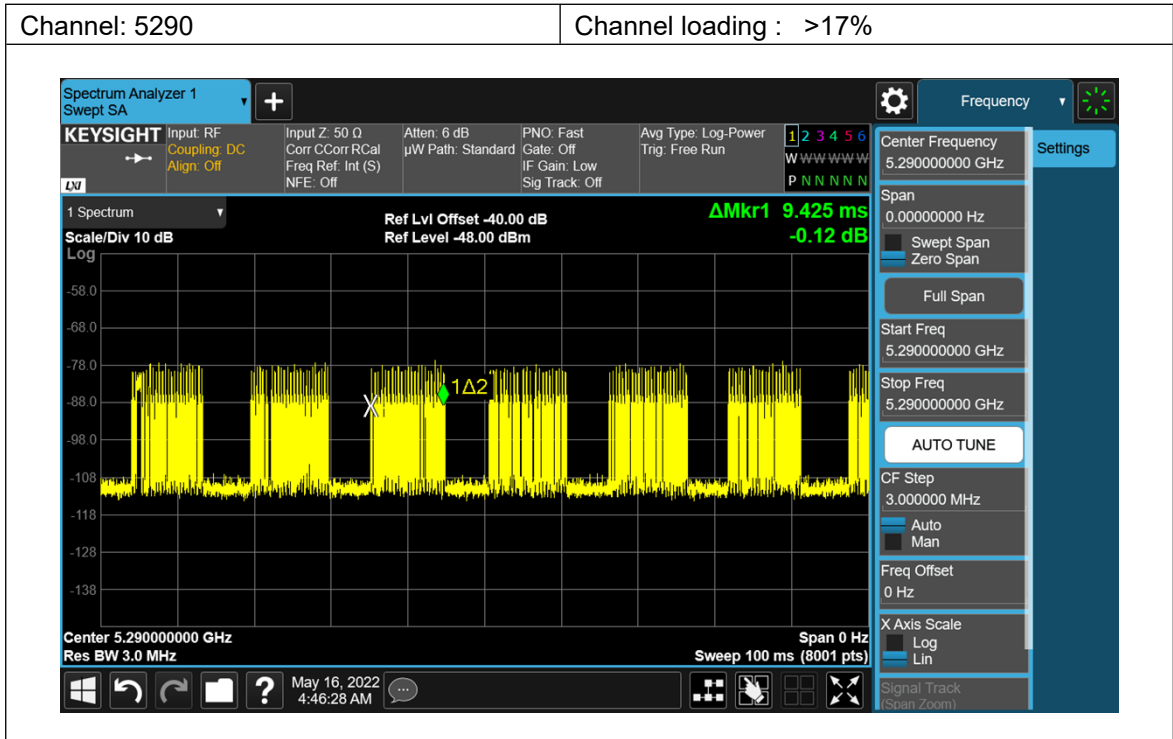 Channel: 5290
Channel loading : >17%
Spectrum Analyzer 1
Swept SA
Frequency
KEYSIGHT
LXI
Input: RF
Coupling: DC
Align: Off
Input Z: 50 Ω
Corr CCorr RCal
Freq Ref: Int (S)
NFE: Off
Atten: 6 dB
µW Path: Standard
PNO: Fast
Gate: Off
IF Gain: Low
Sig Track: Off
Avg Type: Log-Power
Trig: Free Run
1 2 3 4 5 6
W W W W W W
P N N N N N
1 Spectrum
Scale/Div 10 dB
Log
Ref Lvl Offset -40.00 dB
Ref Level -48.00 dBm
ΔMkr1 9.425 ms
-0.12 dB
-58.0
-68.0
-78.0
-88.0
-98.0
-108
-118
-128
-138
1Δ2
X
Center 5.290000000 GHz
Res BW 3.0 MHz
Span 0 Hz
Sweep 100 ms (8001 pts)
Center Frequency
5.290000000 GHz
Settings
Span
0.00000000 Hz
Swept Span
Zero Span
Full Span
Start Freq
5.290000000 GHz
Stop Freq
5.290000000 GHz
AUTO TUNE
CF Step
3.000000 MHz
Auto
Man
Freq Offset
0 Hz
X Axis Scale
Log
Lin
Signal Track
(Span Zoom)
?
May 16, 2022
4:46:28 AM